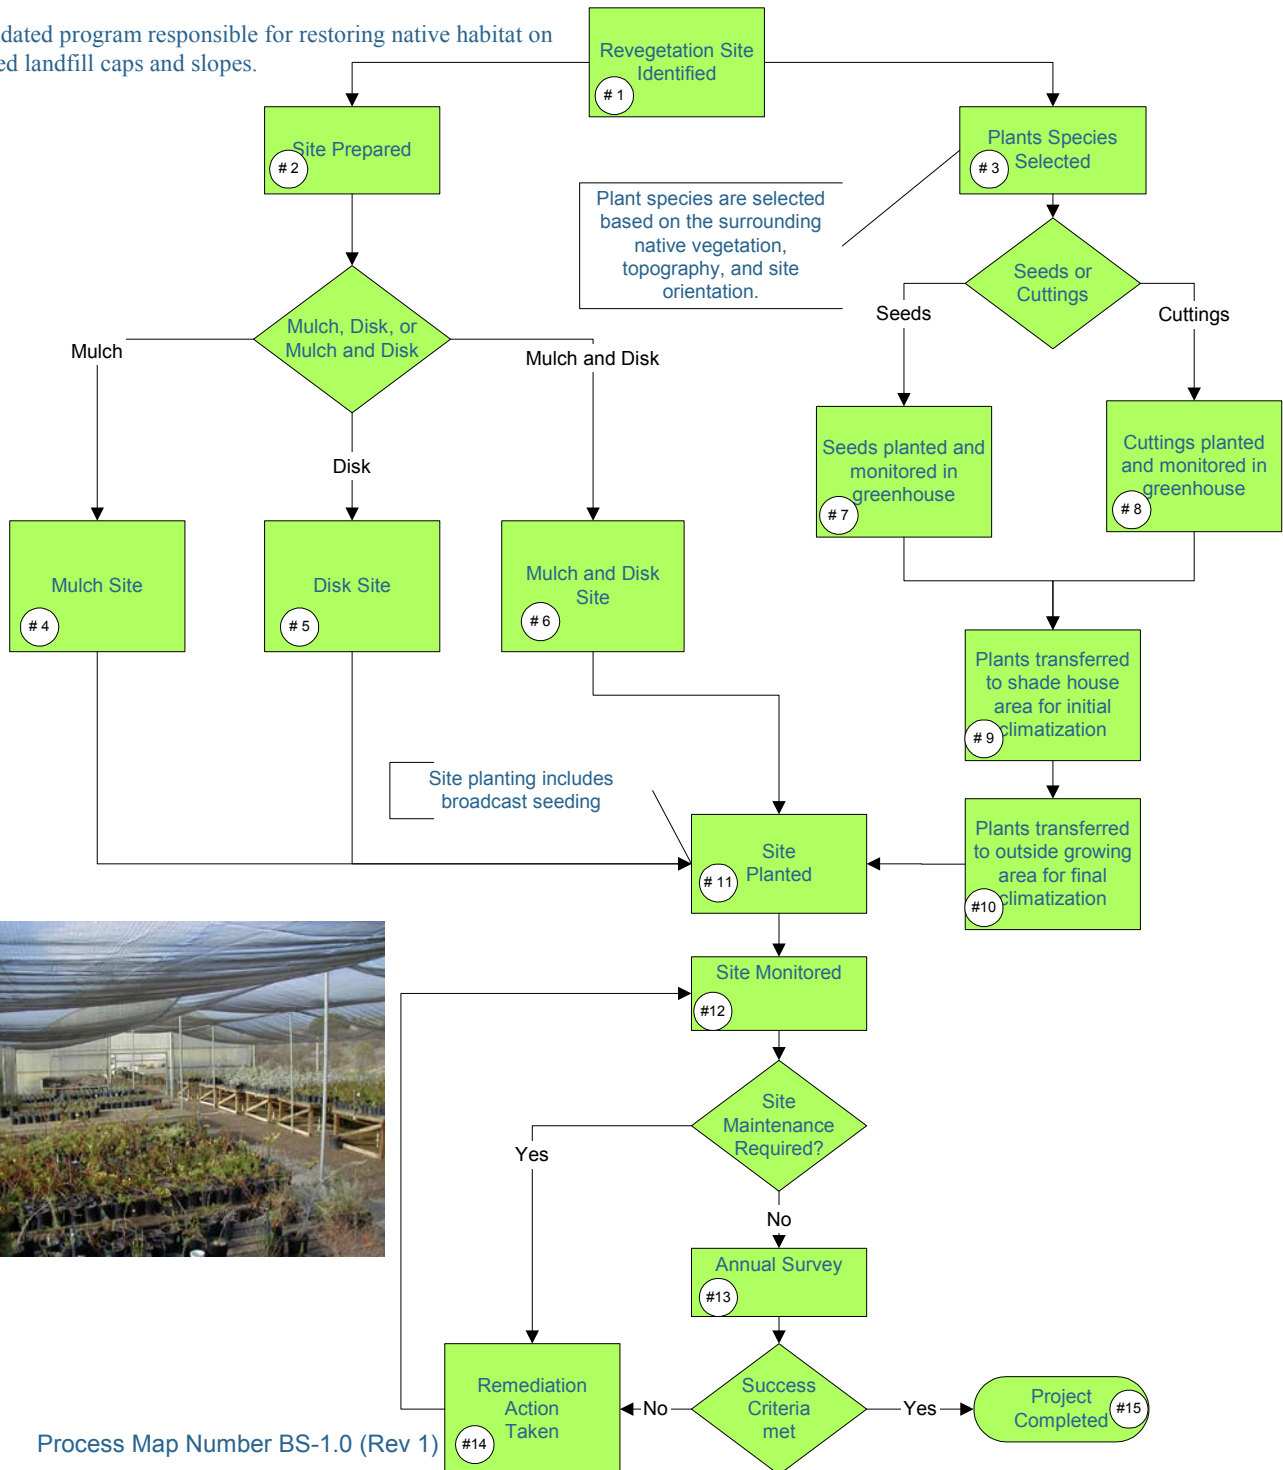 dated program responsible for restoring native habitat on
ed landfill caps and slopes.
Revegetation Site
Identified
# 1
Site Prepared
# 2
Plants Species
Selected
# 3
Plant species are selected
based on the surrounding
native vegetation,
topography, and site
orientation.
Seeds or
Cuttings
Seeds
Cuttings
Mulch, Disk, or
Mulch and Disk
Mulch
Mulch and Disk
Disk
Seeds planted and
monitored in
greenhouse
# 7
Cuttings planted
and monitored in
greenhouse
# 8
Mulch Site
# 4
Disk Site
# 5
Mulch and Disk
Site
# 6
Plants transferred
to shade house
area for initial
climatization
# 9
Site planting includes
broadcast seeding
Site
Planted
# 11
Plants transferred
to outside growing
area for final
climatization
#10
Site Monitored
#12
Site
Maintenance
Required?
Yes
No
Annual Survey
#13
Remediation
Action
Taken
#14
No
Success
Criteria
met
Yes
Project
Completed
#15
Process Map Number BS-1.0 (Rev 1)